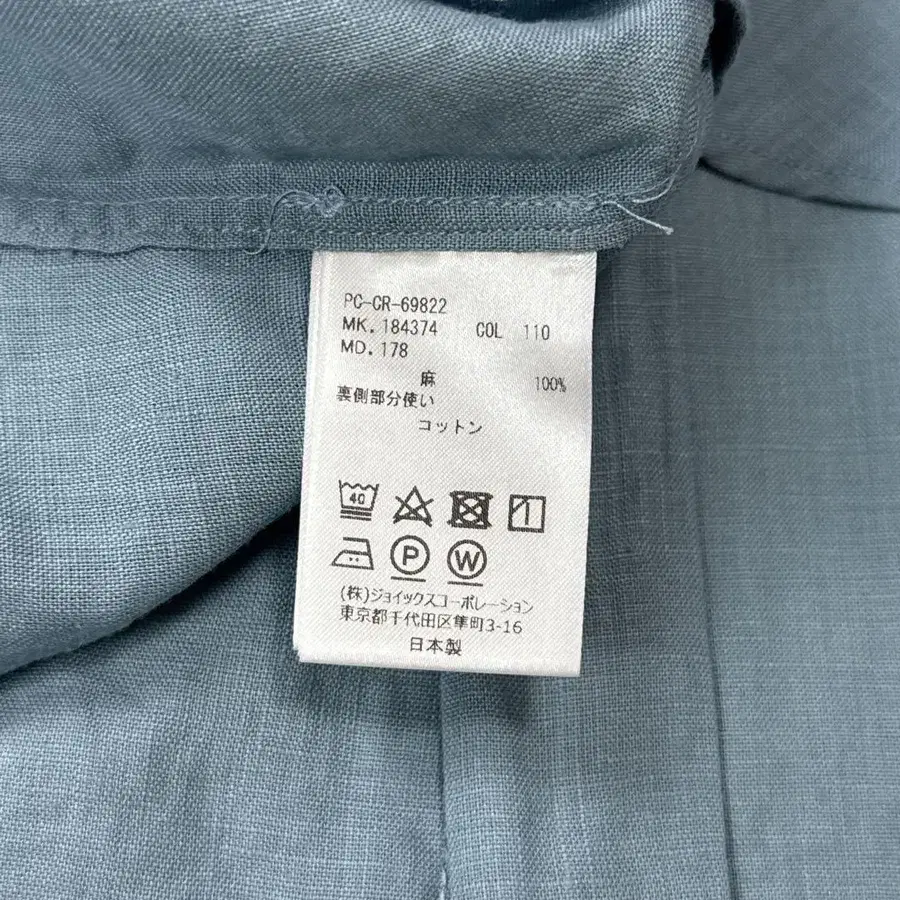 PC-CR-69822
MK.184374 COL 110
MD.178
麻 100%
裏側部分使い
コットン
40
P W
(株)ジョイックスコーポレーション
東京都千代田区隼町3-16
日本製